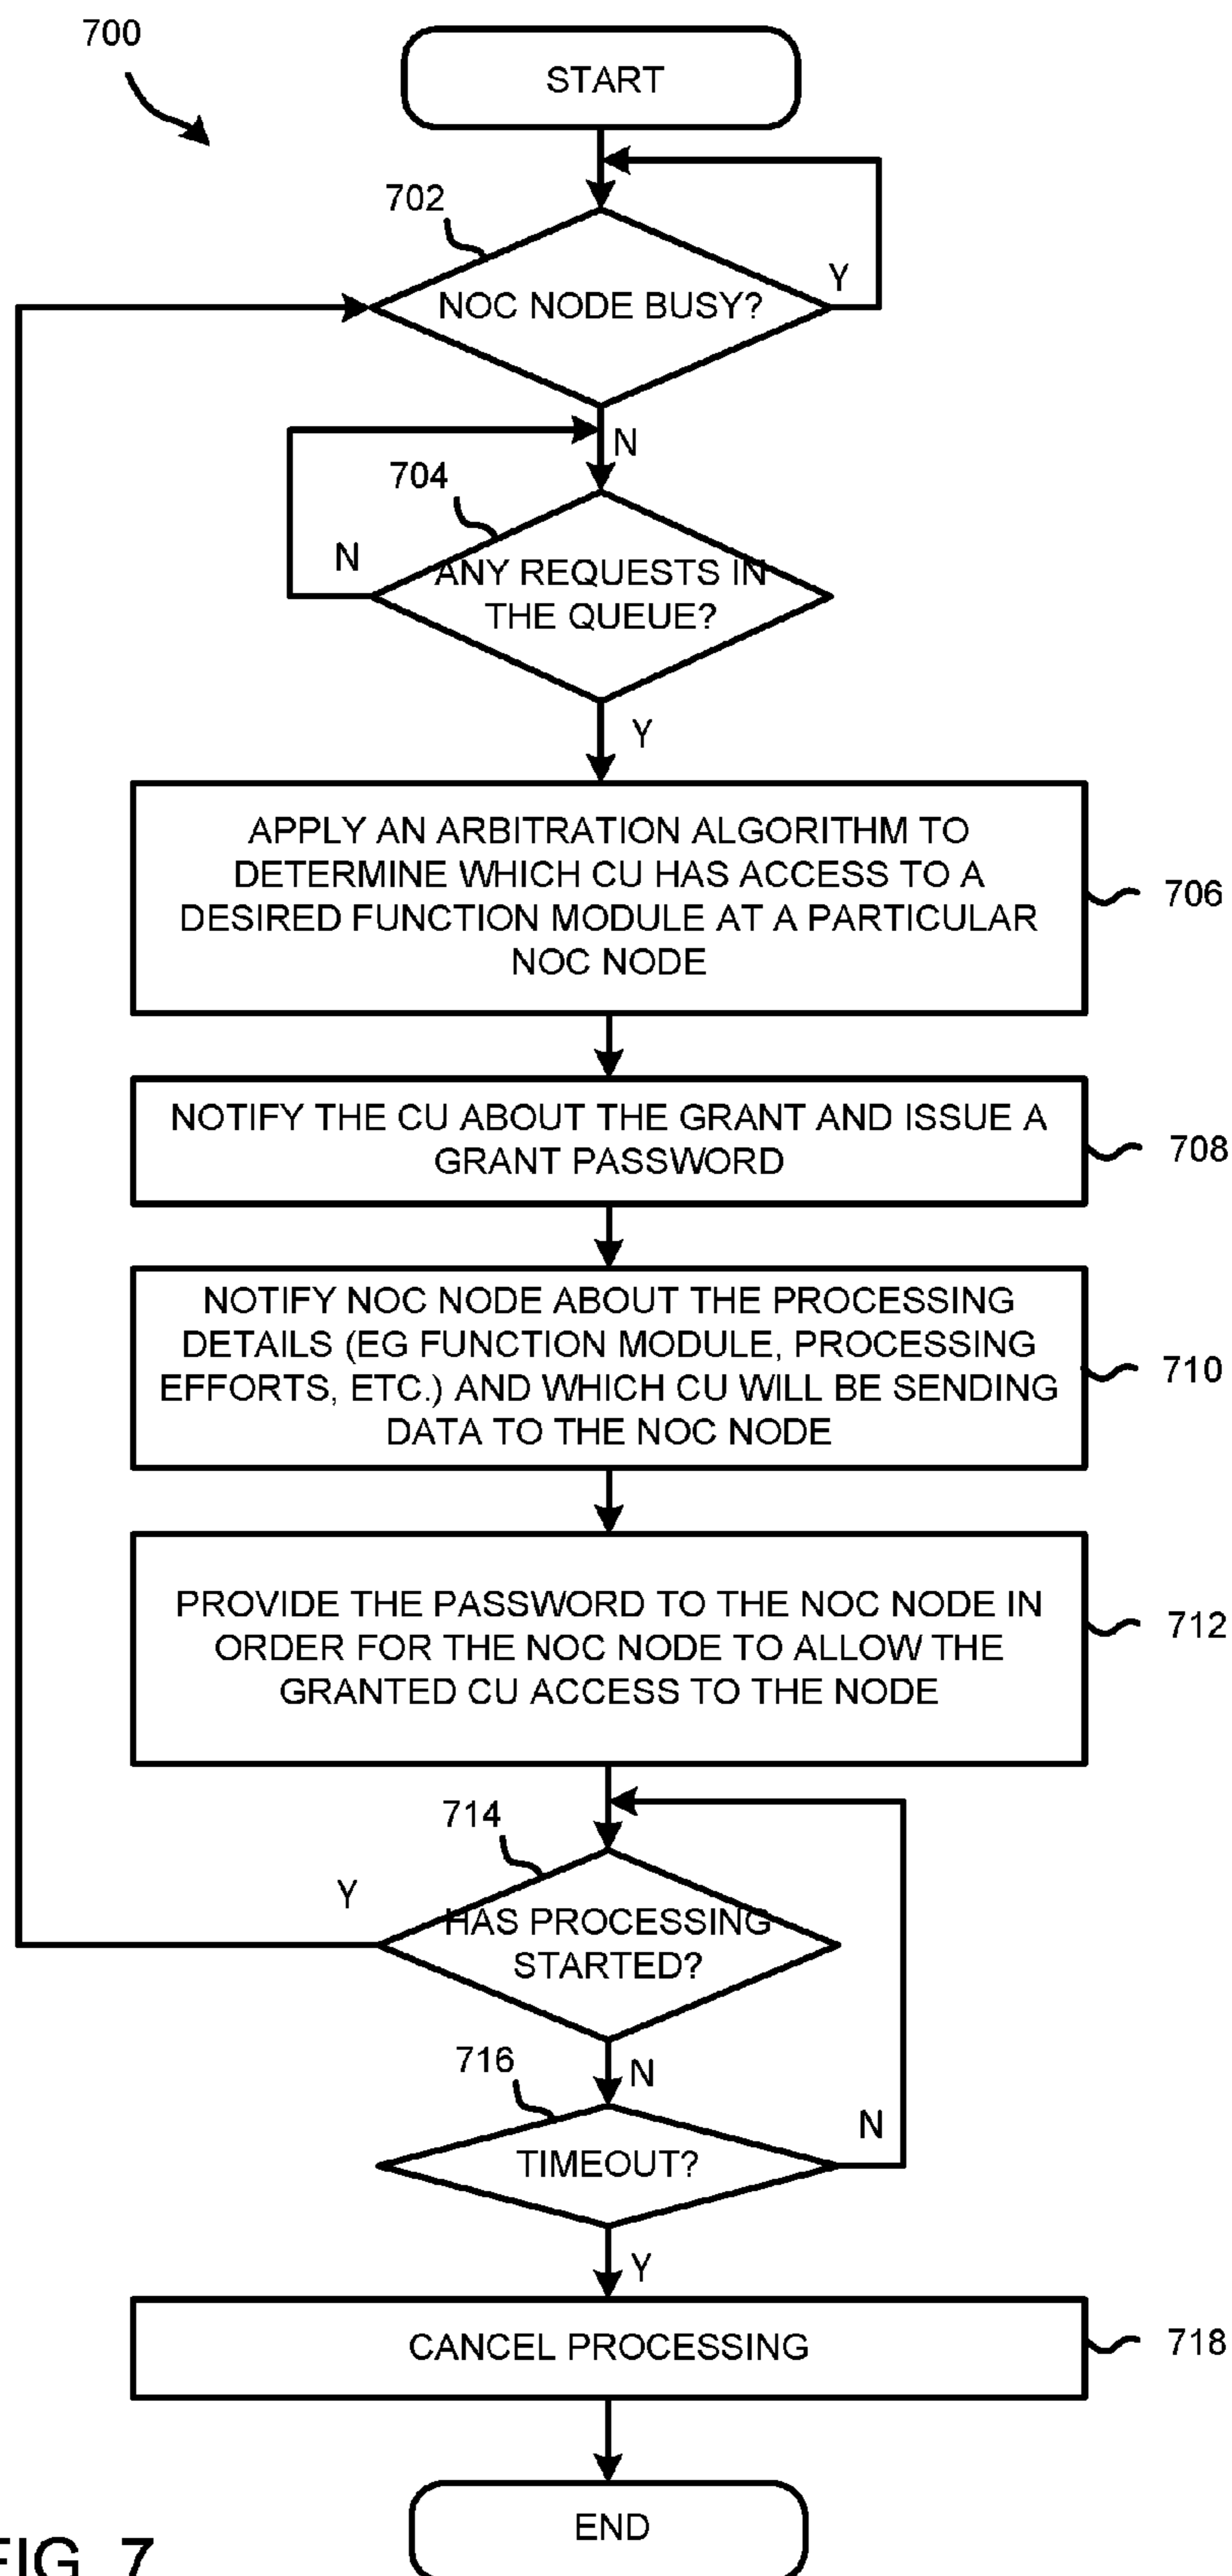 700
START
702
NOC NODE BUSY?
Y
N
704
N
ANY REQUESTS IN
THE QUEUE?
Y
APPLY AN ARBITRATION ALGORITHM TO
DETERMINE WHICH CU HAS ACCESS TO A
DESIRED FUNCTION MODULE AT A PARTICULAR
NOC NODE
706
NOTIFY THE CU ABOUT THE GRANT AND ISSUE A
GRANT PASSWORD
708
NOTIFY NOC NODE ABOUT THE PROCESSING
DETAILS (EG FUNCTION MODULE, PROCESSING
EFFORTS, ETC.) AND WHICH CU WILL BE SENDING
DATA TO THE NOC NODE
710
PROVIDE THE PASSWORD TO THE NOC NODE IN
ORDER FOR THE NOC NODE TO ALLOW THE
GRANTED CU ACCESS TO THE NODE
712
714
Y
HAS PROCESSING
STARTED?
716
N
N
TIMEOUT?
Y
CANCEL PROCESSING
718
END
FIG. 7